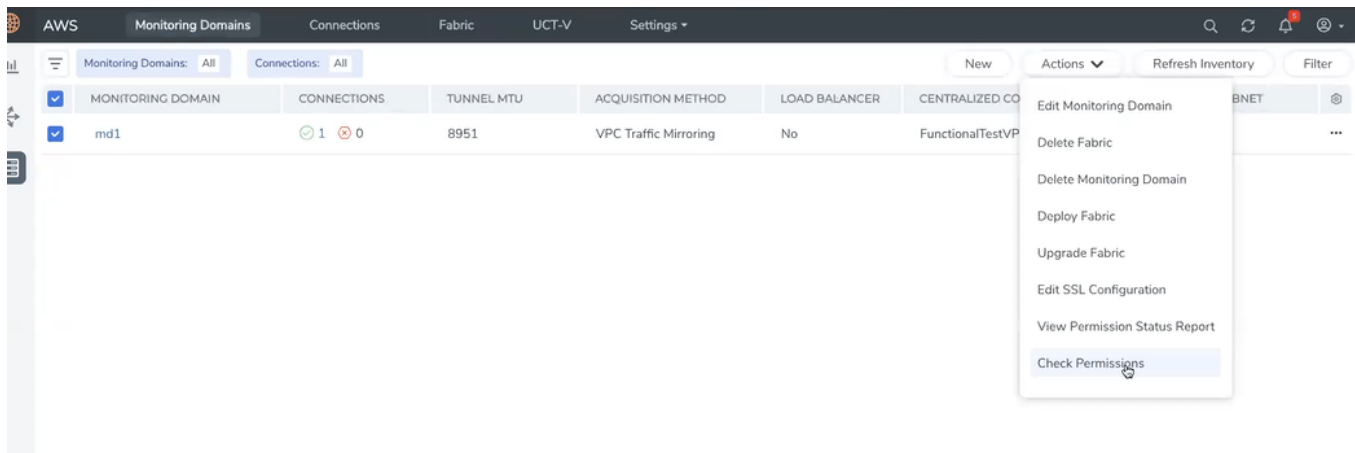 AWS Monitoring Domains Connections Fabric UCT-V Settings 5
Monitoring Domains: All Connections: All New Actions Refresh Inventory Filter
MONITORING DOMAIN CONNECTIONS TUNNEL MTU ACQUISITION METHOD LOAD BALANCER CENTRALIZED CO BNET
md1 1 0 8951 VPC Traffic Mirroring No FunctionalTestVP ...
Edit Monitoring Domain
Delete Fabric
Delete Monitoring Domain
Deploy Fabric
Upgrade Fabric
Edit SSL Configuration
View Permission Status Report
Check Permissions